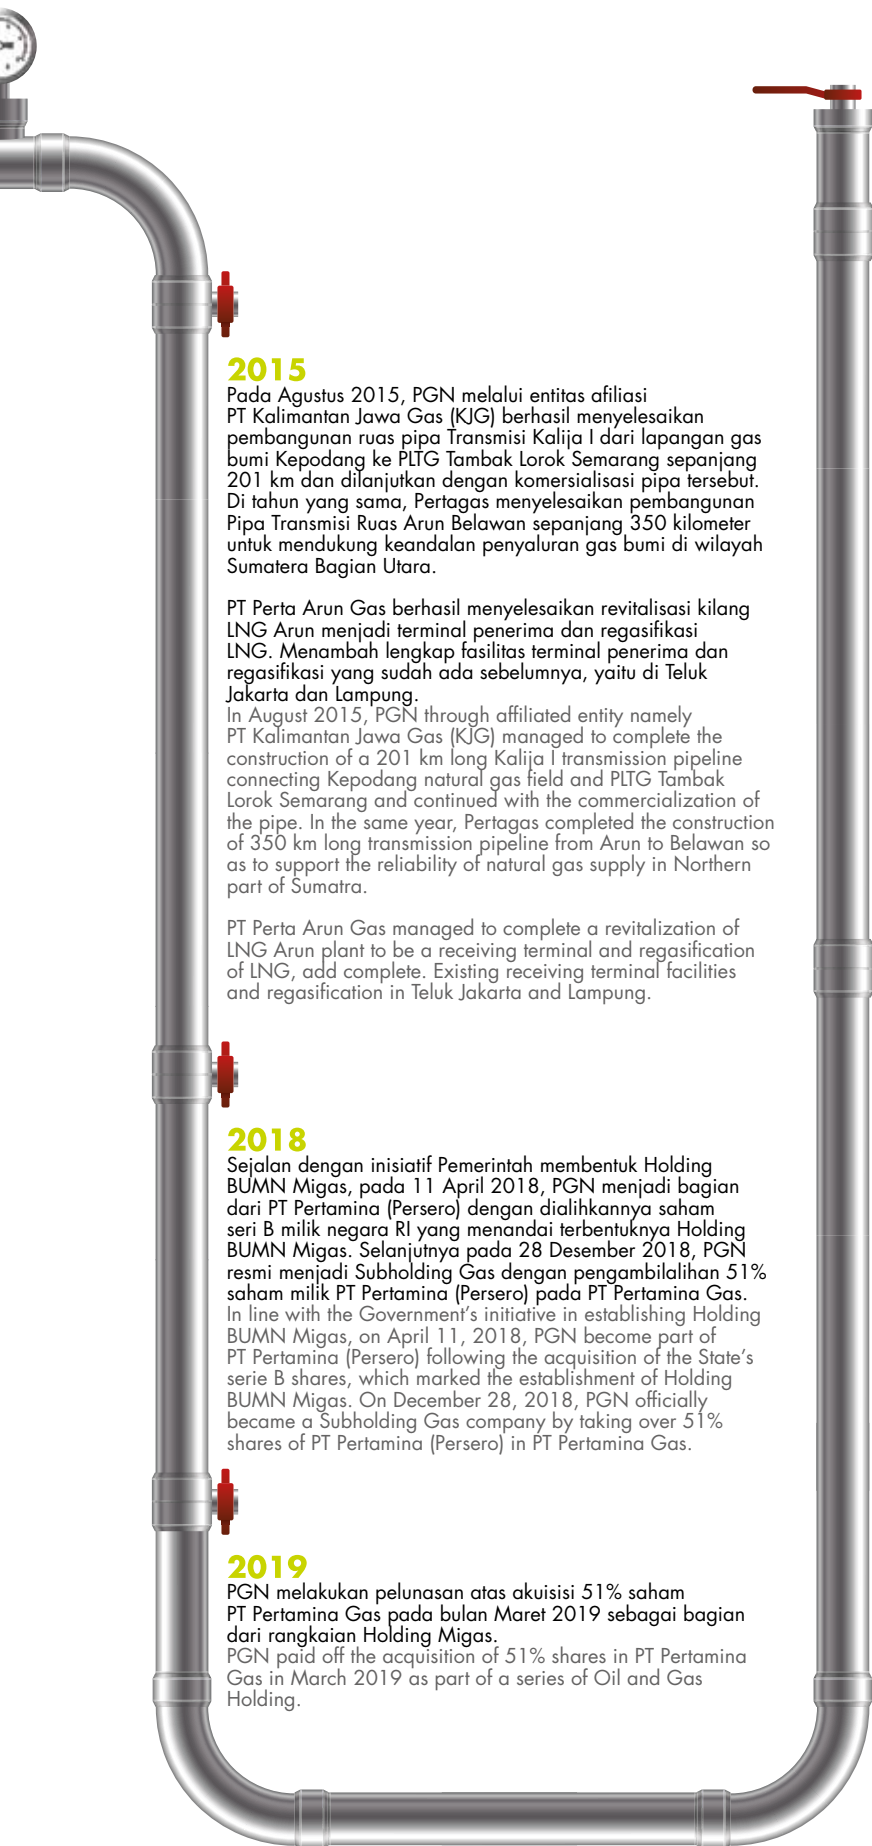 2015
Pada Agustus 2015, PGN melalui entitas afiliasi
PT Kalimantan Jawa Gas (KJG) berhasil menyelesaikan
pembangunan ruas pipa Transmisi Kalija I dari lapangan gas
bumi Kepodang ke PLTG Tambak Lorok Semarang sepanjang
201 km dan dilanjutkan dengan komersialisasi pipa tersebut.
Di tahun yang sama, Pertagas menyelesaikan pembangunan
Pipa Transmisi Ruas Arun Belawan sepanjang 350 kilometer
untuk mendukung keandalan penyaluran gas bumi di wilayah
Sumatera Bagian Utara.
PT Perta Arun Gas berhasil menyelesaikan revitalisasi kilang
LNG Arun menjadi terminal penerima dan regasifikasi
LNG. Menambah lengkap fasilitas terminal penerima dan
regasifikasi yang sudah ada sebelumnya, yaitu di Teluk
Jakarta dan Lampung.
In August 2015, PGN through affiliated entity namely
PT Kalimantan Jawa Gas (KJG) managed to complete the
construction of a 201 km long Kalija I transmission pipeline
connecting Kepodang natural gas field and PLTG Tambak
Lorok Semarang and continued with the commercialization of
the pipe. In the same year, Pertagas completed the construction
of 350 km long transmission pipeline from Arun to Belawan so
as to support the reliability of natural gas supply in Northern
part of Sumatra.
PT Perta Arun Gas managed to complete a revitalization of
LNG Arun plant to be a receiving terminal and regasification
of LNG, add complete. Existing receiving terminal facilities
and regasification in Teluk Jakarta and Lampung.
2018
Sejalan dengan inisiatif Pemerintah membentuk Holding
BUMN Migas, pada 11 April 2018, PGN menjadi bagian
dari PT Pertamina (Persero) dengan dialihkannya saham
seri B milik negara RI yang menandai terbentuknya Holding
BUMN Migas. Selanjutnya pada 28 Desember 2018, PGN
resmi menjadi Subholding Gas dengan pengambilalihan 51%
saham milik PT Pertamina (Persero) pada PT Pertamina Gas.
In line with the Government’s initiative in establishing Holding
BUMN Migas, on April 11, 2018, PGN become part of
PT Pertamina (Persero) following the acquisition of the State’s
serie B shares, which marked the establishment of Holding
BUMN Migas. On December 28, 2018, PGN officially
became a Subholding Gas company by taking over 51%
shares of PT Pertamina (Persero) in PT Pertamina Gas.
2019
PGN melakukan pelunasan atas akuisisi 51% saham
PT Pertamina Gas pada bulan Maret 2019 sebagai bagian
dari rangkaian Holding Migas.
PGN paid off the acquisition of 51% shares in PT Pertamina
Gas in March 2019 as part of a series of Oil and Gas
Holding.